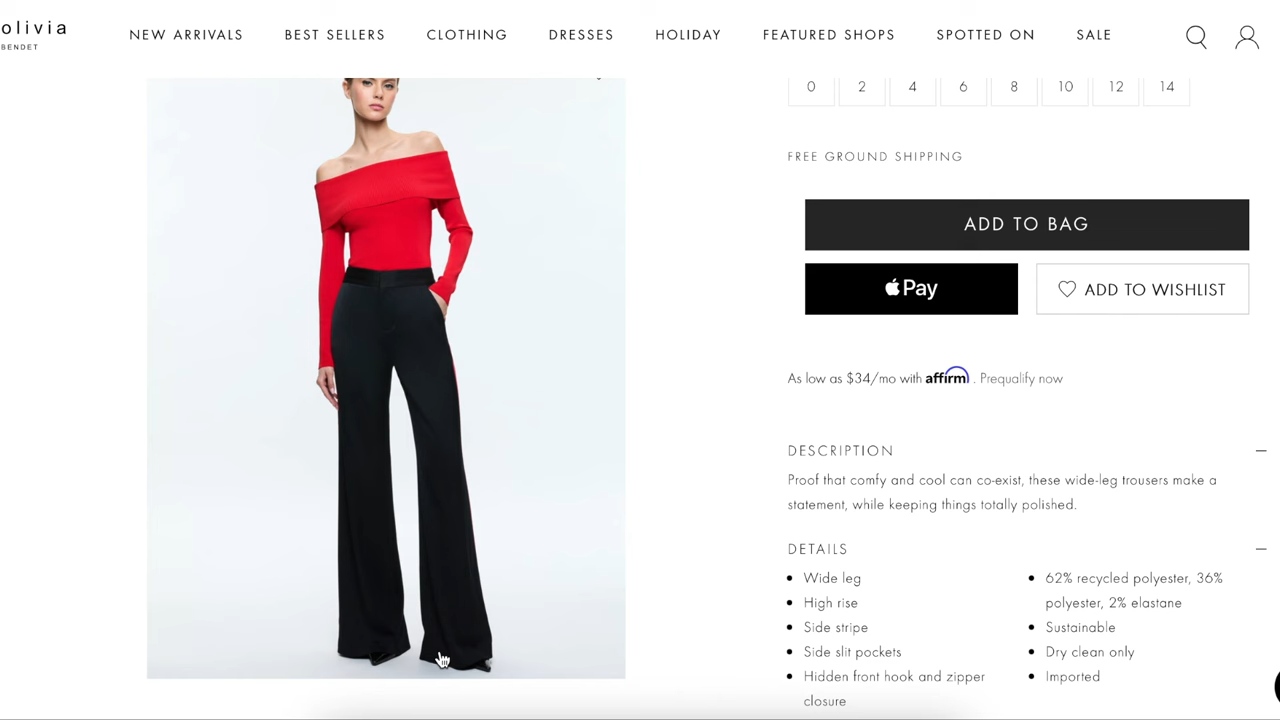 olivia
BENDET
NEW ARRIVALS
BEST SELLERS
CLOTHING
DRESSES
HOLIDAY
FEATURED SHOPS
SPOTTED ON
SALE
0 2 4 6 8 10 12 14
FREE GROUND SHIPPING
ADD TO BAG
Pay
ADD TO WISHLIST
As low as $34/mo with affirm. Prequalify now
DESCRIPTION
Proof that comfy and cool can co-exist, these wide-leg trousers make a
statement, while keeping things totally polished.
DETAILS
Wide leg
High rise
Side stripe
Side slit pockets
Hidden front hook and zipper
closure
62% recycled polyester, 36%
polyester, 2% elastane
Sustainable
Dry clean only
Imported